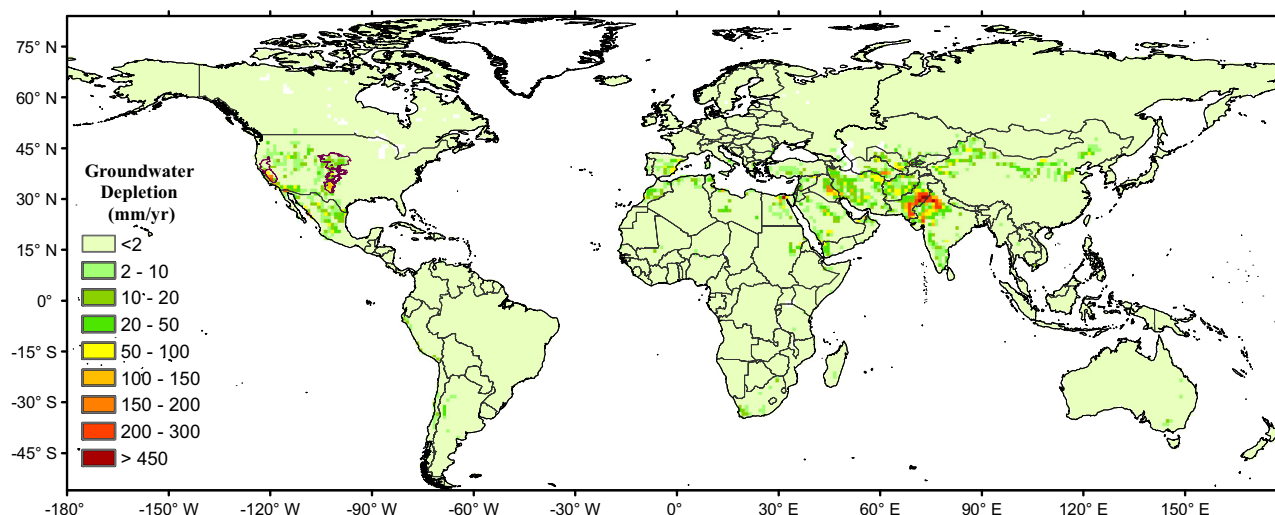 75° N
60° N
45° N
30° N
15° N
0°
-15° S
-30° S
-45° S
Groundwater
Depletion
(mm/yr)
<2
2 - 10
10 - 20
20 - 50
50 - 100
100 - 150
150 - 200
200 - 300
> 450
-180° -150° W -120° W -90° W -60° W -30° W 0° 30° E 60° E 90° E 120° E 150° E